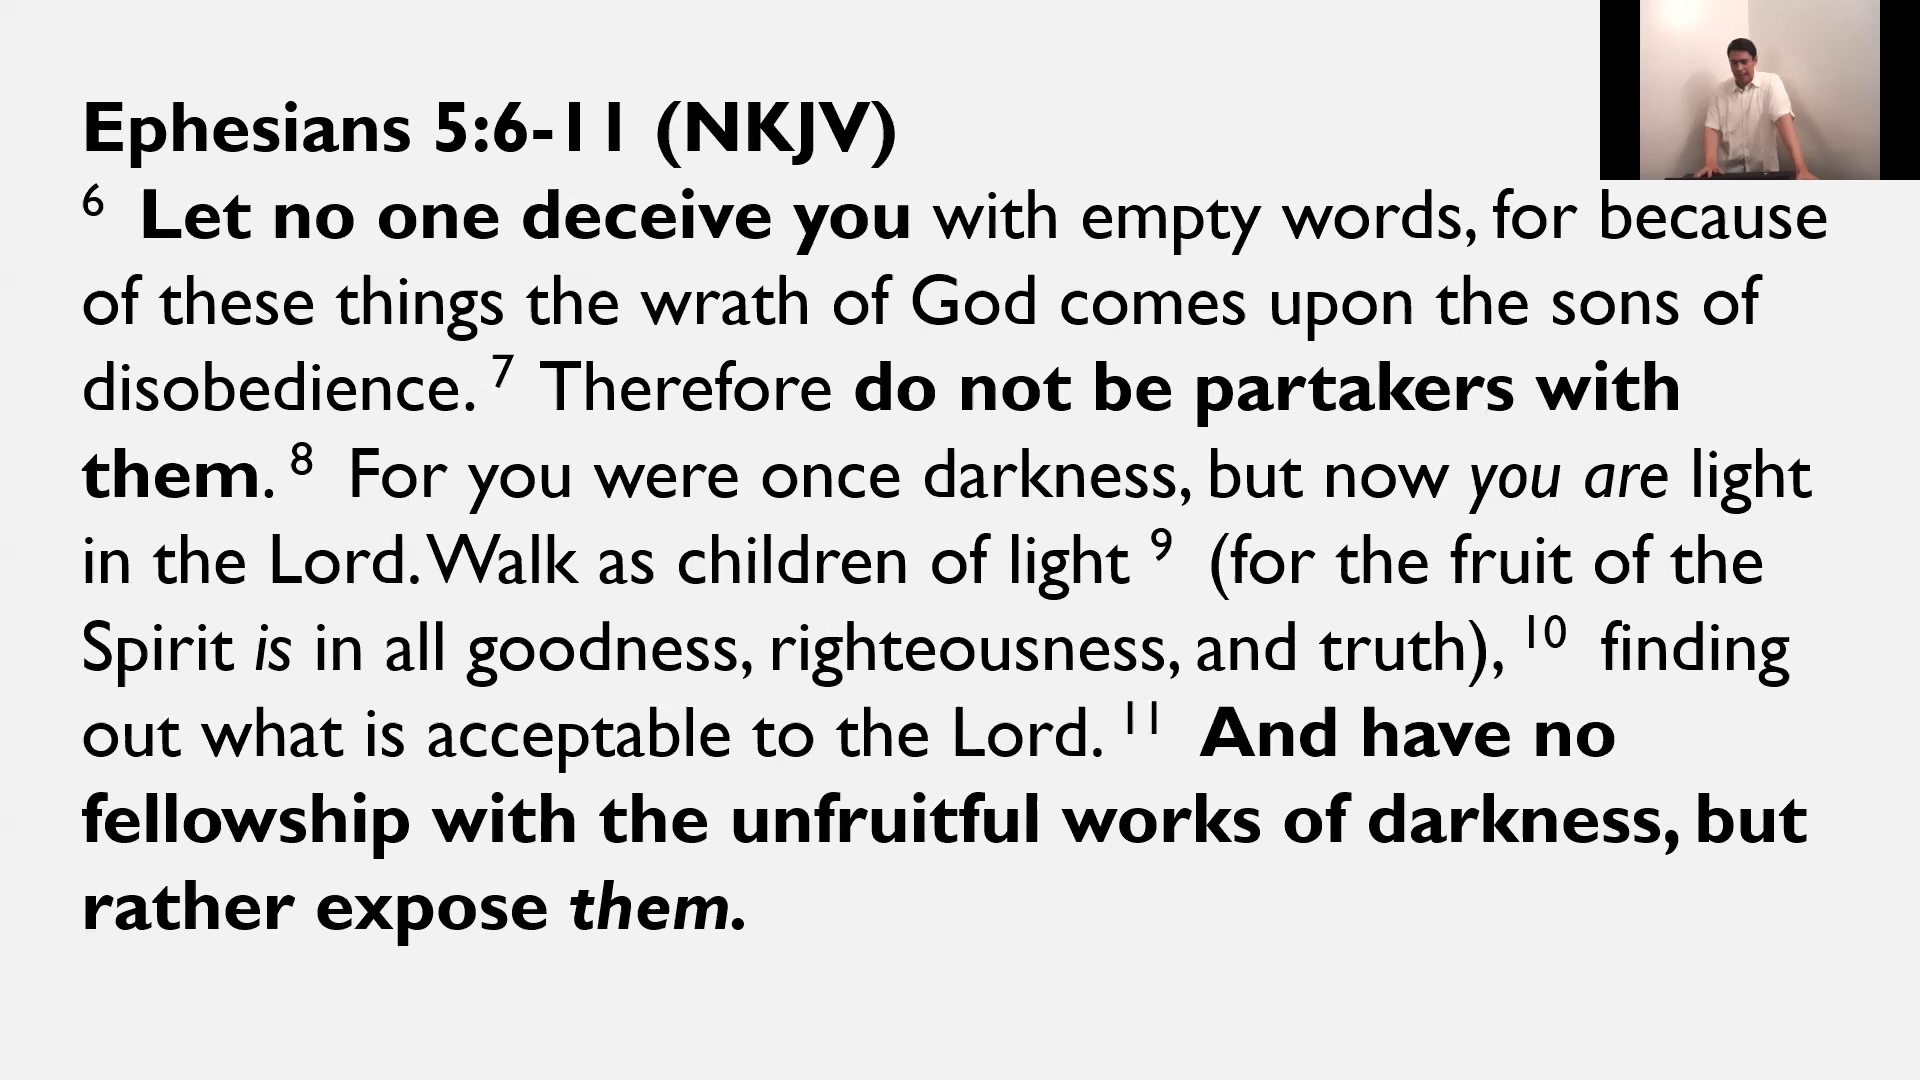 Ephesians 5:6-11 (NKJV)
6 Let no one deceive you with empty words, for because
of these things the wrath of God comes upon the sons of
disobedience. 7 Therefore do not be partakers with
them. 8 For you were once darkness, but now you are light
in the Lord. Walk as children of light 9 (for the fruit of the
Spirit is in all goodness, righteousness, and truth), 10 finding
out what is acceptable to the Lord. 11 And have no
fellowship with the unfruitful works of darkness, but
rather expose them.